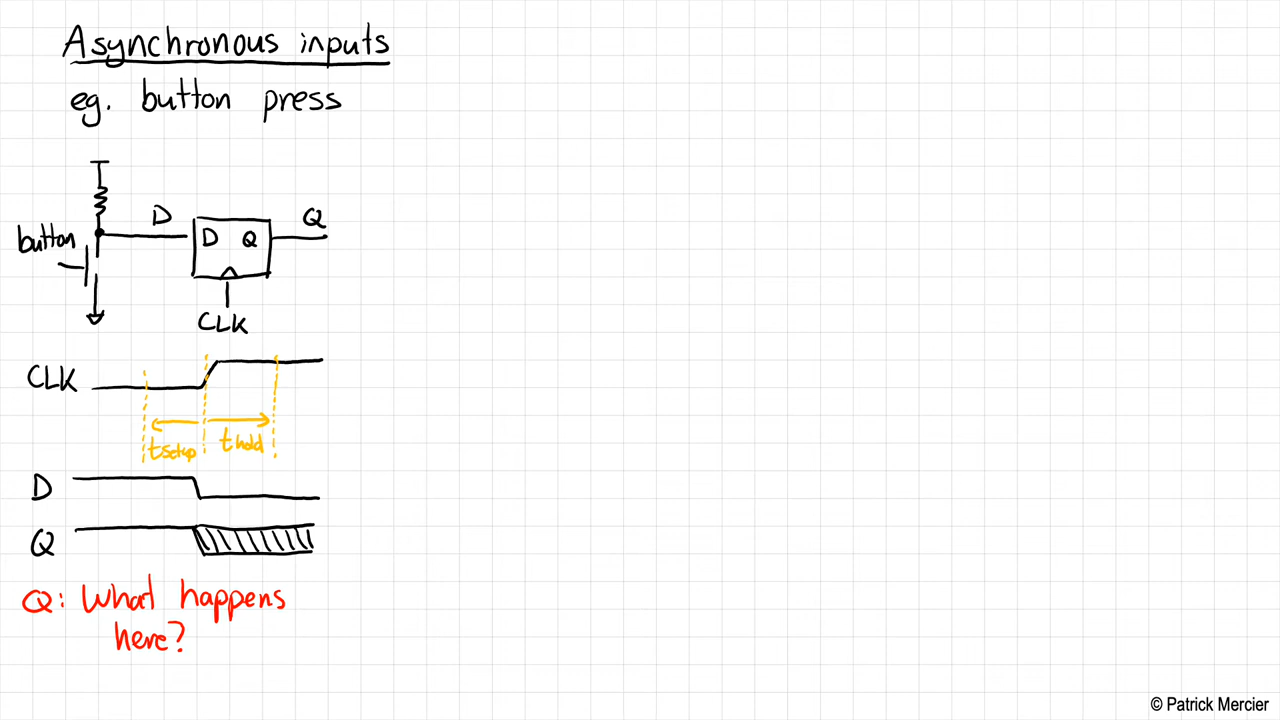 Asynchronous inputs
eg. button press
D
Q
button
D Q
CLK
CLK
tsetup
thold
D
Q
Q: What happens
here?
© Patrick Mercier